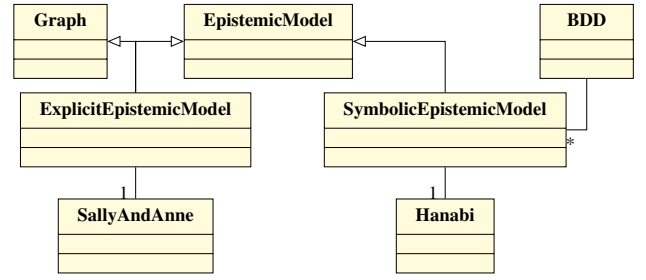 Graph
EpistemicModel
BDD
ExplicitEpistemicModel
SymbolicEpistemicModel
*
1
1
SallyAndAnne
Hanabi